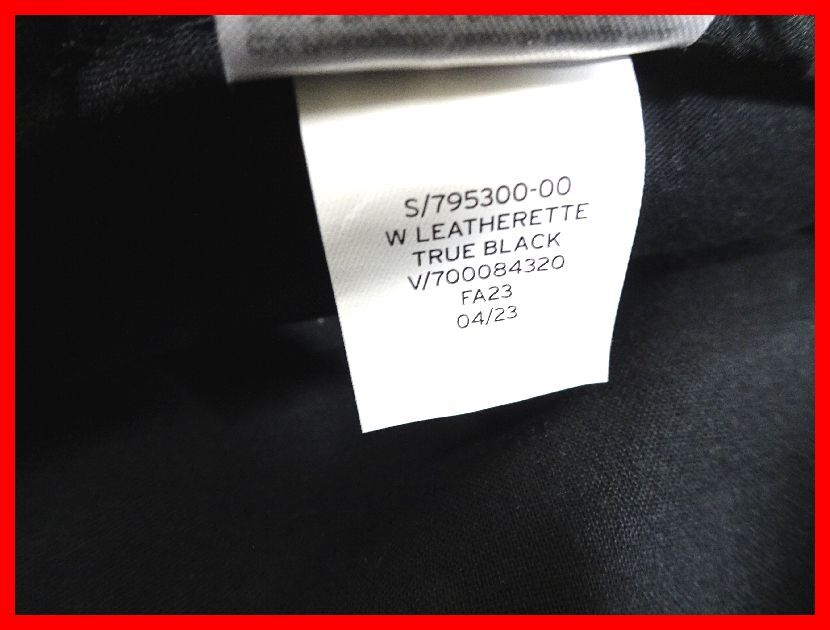 S/795300-00
W LEATHERETTE
TRUE BLACK
V/700084320
FA23
04/23